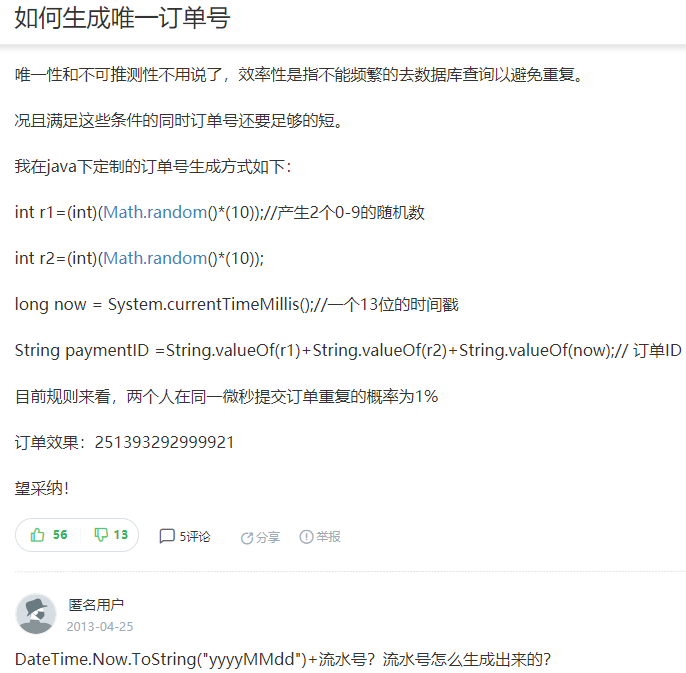 如何生成唯一订单号
唯一性和不可推测性不用说了，效率性是指不能频繁的去数据库查询以避免重复。
况且满足这些条件的同时订单号还要足够的短。
我在java下定制的订单号生成方式如下：
int r1=(int)(Math.random()*(10));//产生2个0-9的随机数
int r2=(int)(Math.random()*(10));
long now = System.currentTimeMillis();//一个13位的时间戳
String paymentID =String.valueOf(r1)+String.valueOf(r2)+String.valueOf(now);// 订单ID
目前规则来看，两个人在同一微秒提交订单重复的概率为1%
订单效果：251393292999921
望采纳！
56 13 5评论 分享 举报
匿名用户
2013-04-25
DateTime.Now.ToString("yyyyMMdd")+流水号？流水号怎么生成出来的？